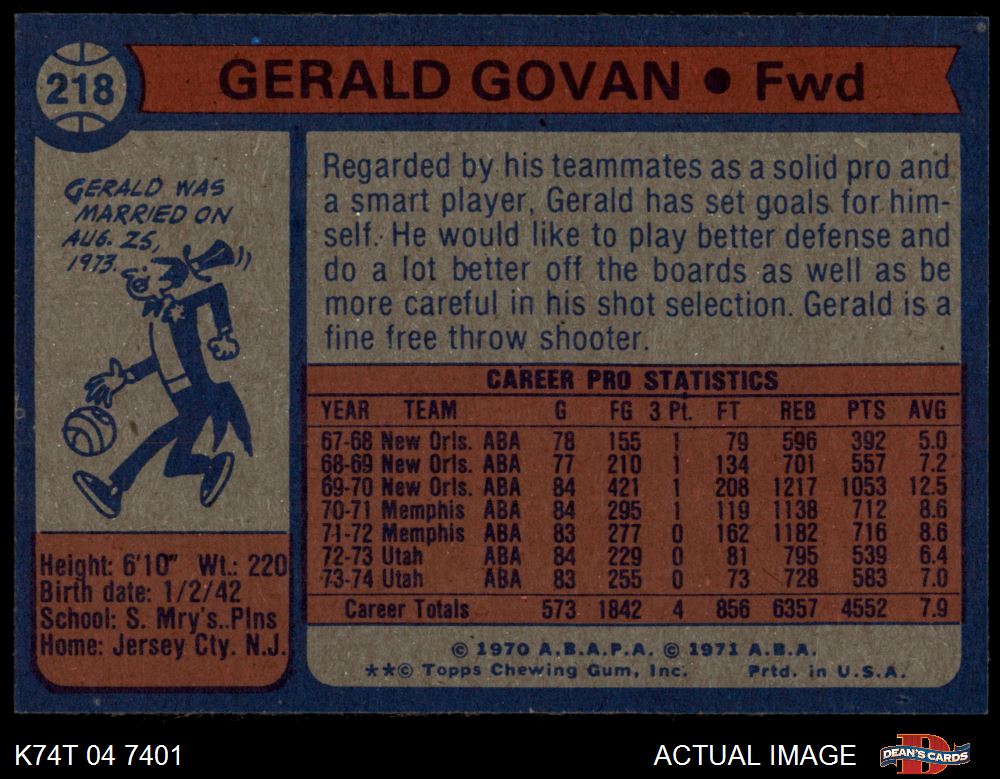 218
GERALD GOVAN • Fwd
GERALD WAS
MARRIED ON
AUG. 25,
1973.
Regarded by his teammates as a solid pro and
a smart player, Gerald has set goals for him-
self. He would like to play better defense and
do a lot better off the boards as well as be
more careful in his shot selection. Gerald is a
fine free throw shooter.
CAREER PRO STATISTICS
YEAR TEAM G FG 3 Pt. FT REB PTS AVG
67-68 New Orls. ABA 78 155 1 79 596 392 5.0
68-69 New Orls. ABA 77 210 1 134 701 557 7.2
69-70 New Orls. ABA 84 421 1 208 1217 1053 12.5
70-71 Memphis ABA 84 295 1 119 1138 712 8.6
71-72 Memphis ABA 83 277 0 162 1182 716 8.6
72-73 Utah ABA 84 229 0 81 795 539 6.4
73-74 Utah ABA 83 255 0 73 728 583 7.0
Career Totals 573 1842 4 856 6357 4552 7.9
Height: 6'10" Wt.: 220
Birth date: 1/2/42
School: S. Mry's..Plns
Home: Jersey Cty. N.J.
© 1970 A.B.A.P.A. © 1971 A.B.A.
**© Topps Chewing Gum, Inc. Prtd. in U.S.A.
K74T 04 7401
ACTUAL IMAGE
D
DEAN'S CARDS